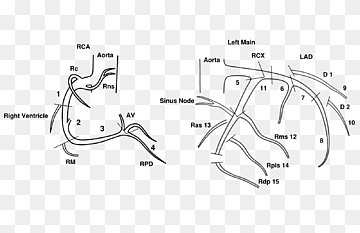 RCA
Aorta
Rc
Rns
1
Right Ventricle
2
3
AV
4
RM
RPD
Left Main
Aorta
RCX
LAD
D 1
5
11
6
7
9
D 2
Sinus Node
10
Ras 13
Rms 12
8
Rpls 14
Rdp 15